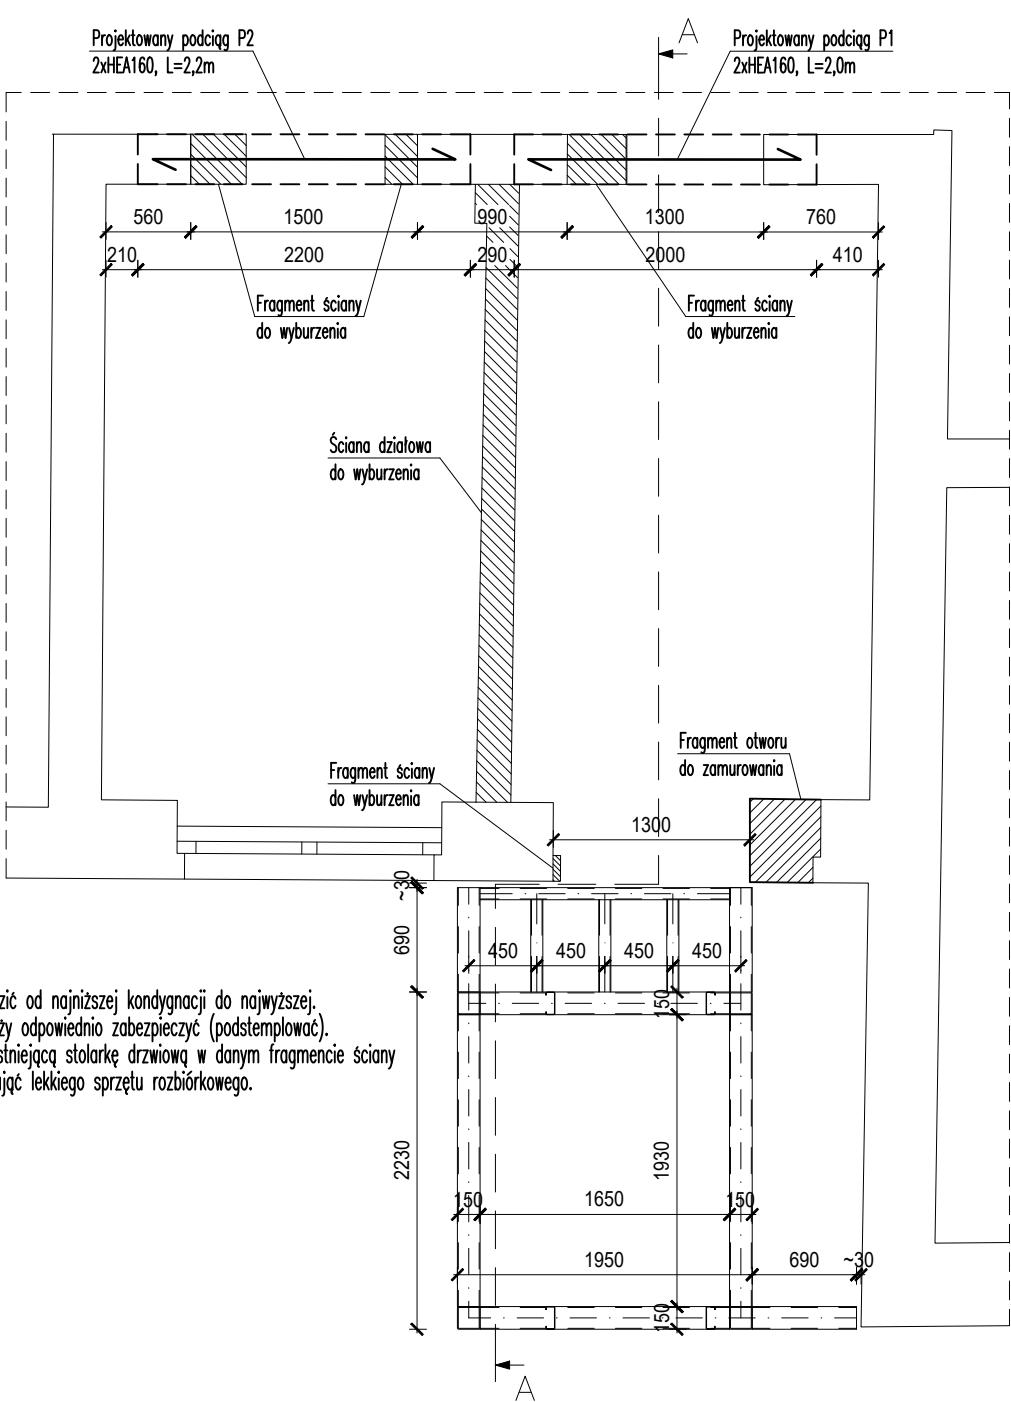 A
Projektowany podciąg P2
2xHEA160, L=2,2m
Projektowany podciąg P1
2xHEA160, L=2,0m
560
1500
990
1300
760
210
2200
290
2000
410
Fragment ściany
do wyburzenia
Fragment ściany
do wyburzenia
Ściana działowa
do wyburzenia
Fragment otworu
do zamurowania
Fragment ściany
do wyburzenia
1300
~30
690
450
450
450
450
150
zić od najniższej kondygnacji do najwyższej.
ży odpowiednio zabezpieczyć (podstemplować).
stniejącą stolarkę drzwiową w danym fragmencie ściany
jąć lekkiego sprzętu rozbiórkowego.
2230
1930
150
1650
150
1950
690
~30
150
A